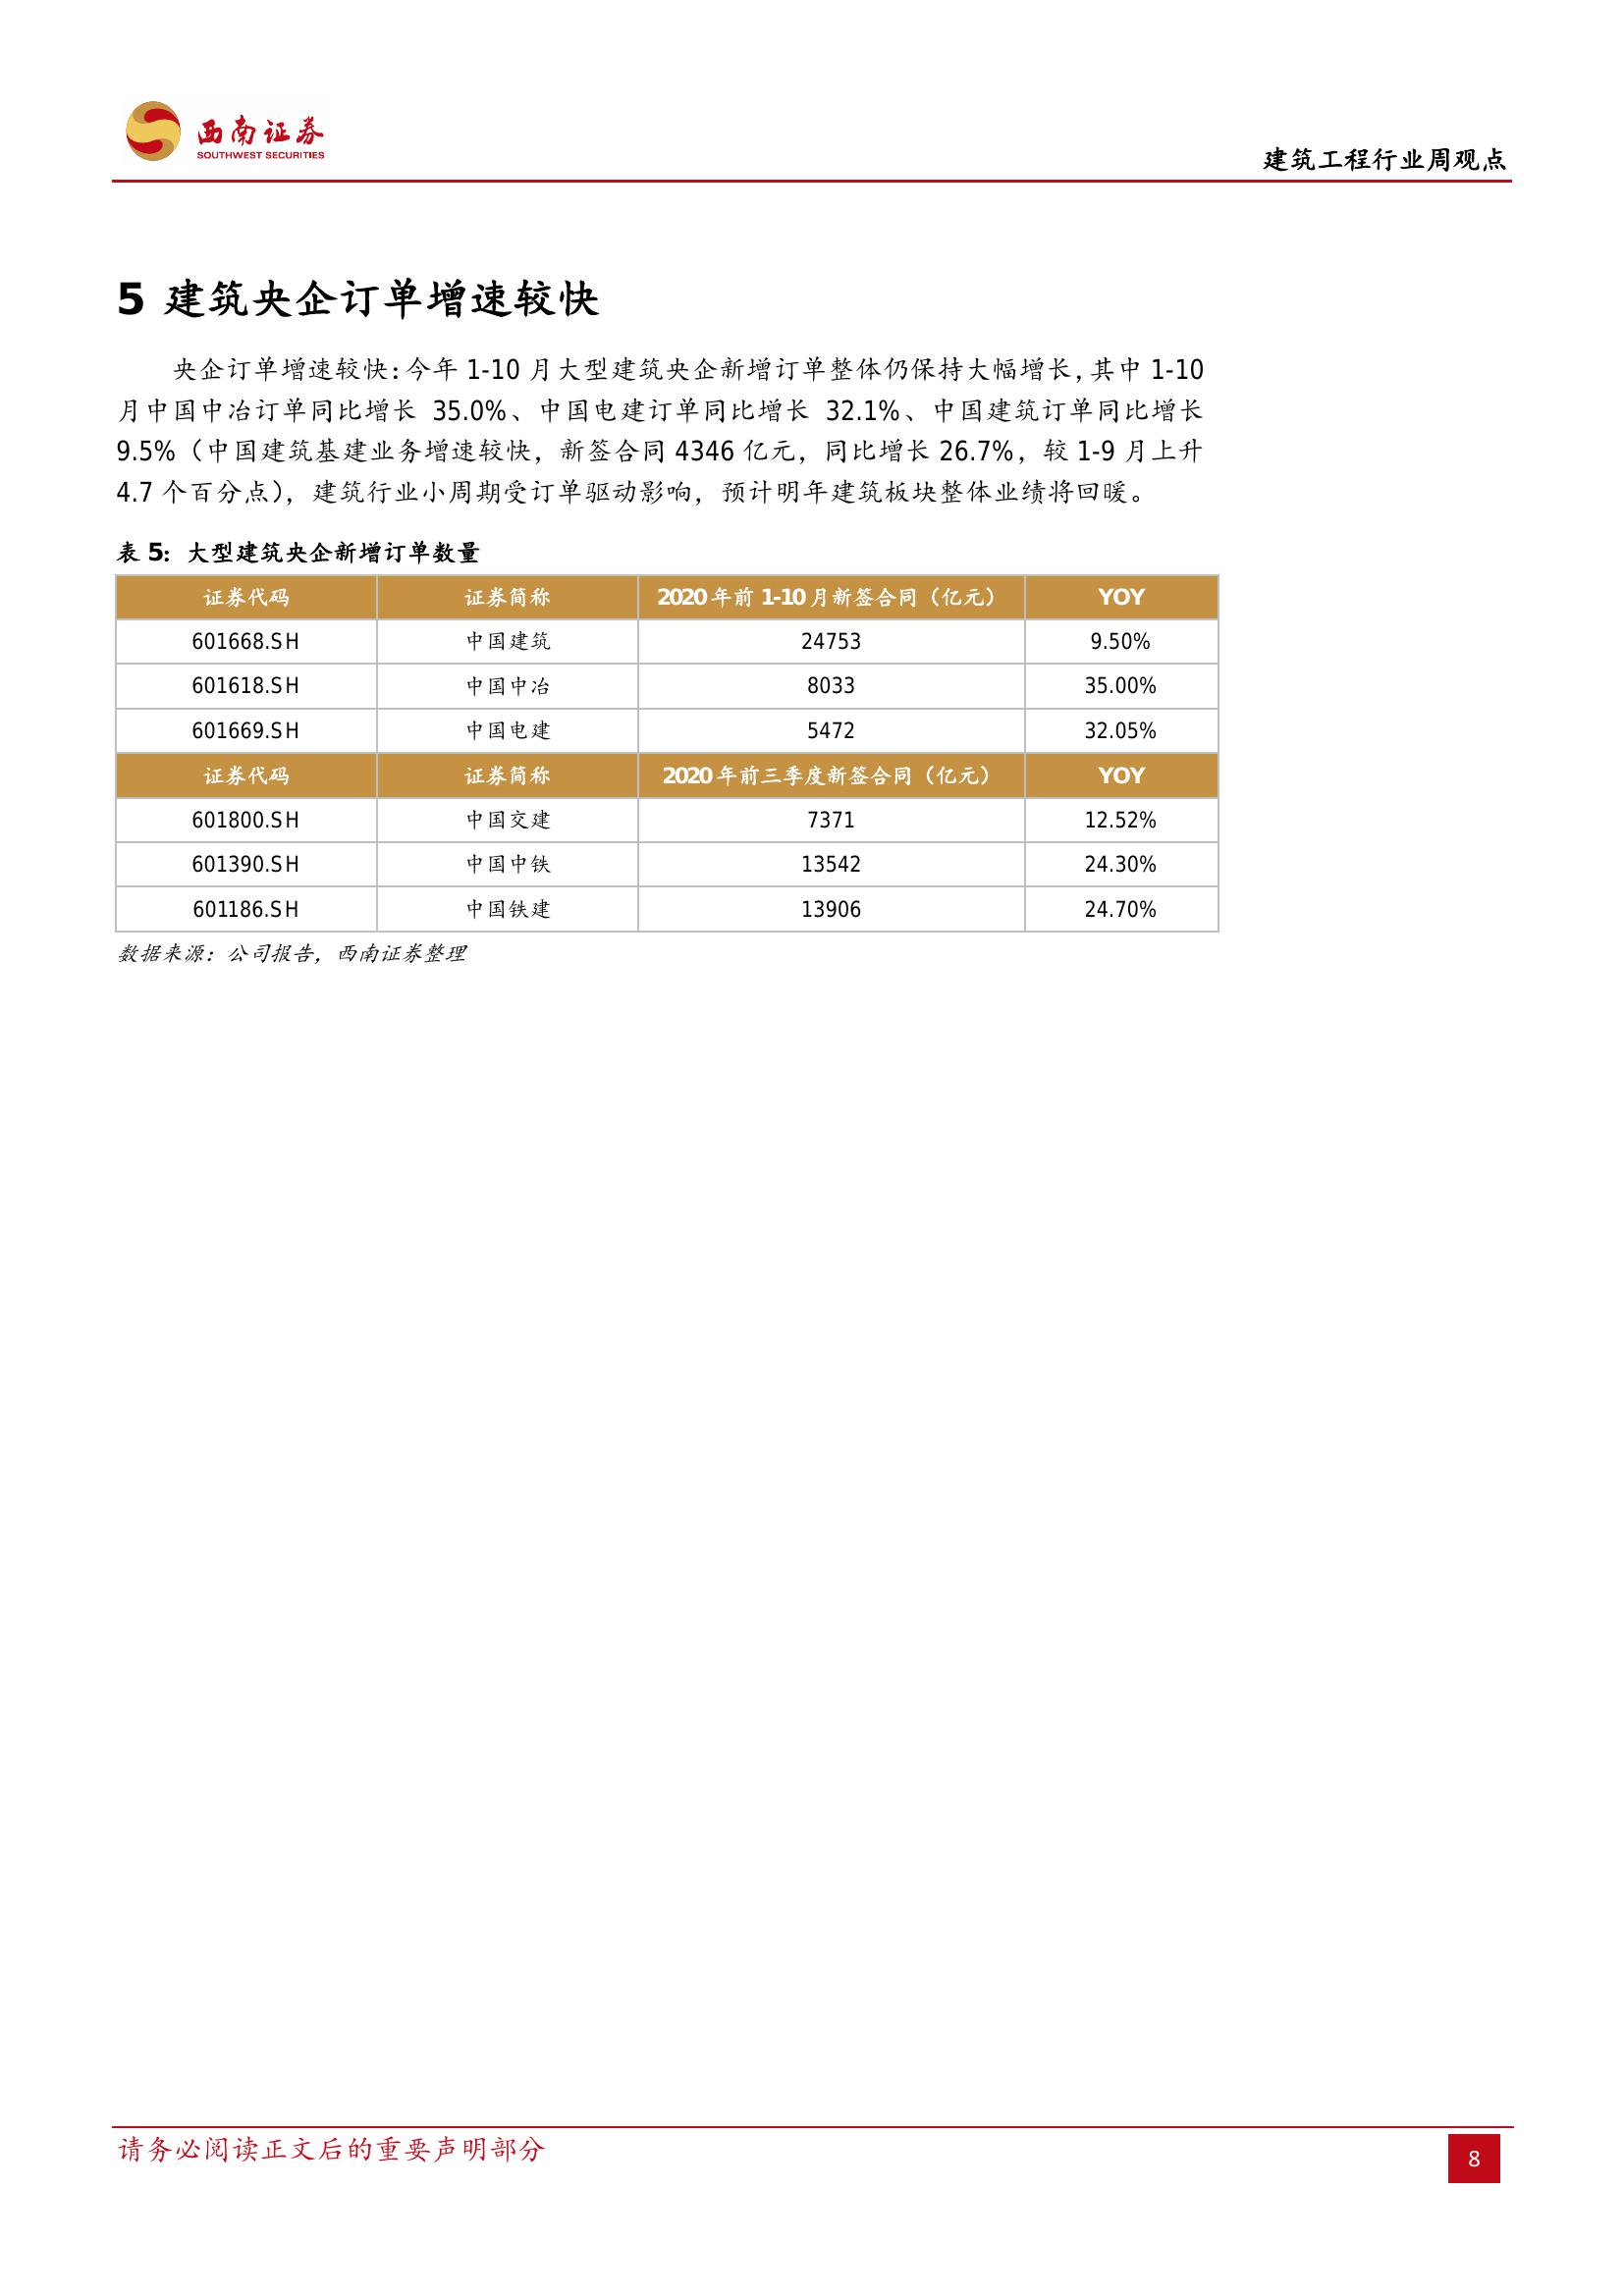 西南证券
SOUTHWEST SECURITIES
建筑工程行业周观点
5 建筑央企订单增速较快
央企订单增速较快：今年 1-10 月大型建筑央企新增订单整体仍保持大幅增长，其中 1-10
月中国中冶订单同比增长 35.0%、中国电建订单同比增长 32.1%、中国建筑订单同比增长
9.5%（中国建筑基建业务增速较快，新签合同 4346 亿元，同比增长 26.7%，较 1-9 月上升
4.7 个百分点），建筑行业小周期受订单驱动影响，预计明年建筑板块整体业绩将回暖。
表 5：大型建筑央企新增订单数量
证券代码 证券简称 2020 年前 1-10 月新签合同（亿元） YOY
601668.SH 中国建筑 24753 9.50%
601618.SH 中国中冶 8033 35.00%
601669.SH 中国电建 5472 32.05%
证券代码 证券简称 2020 年前三季度新签合同（亿元） YOY
601800.SH 中国交建 7371 12.52%
601390.SH 中国中铁 13542 24.30%
601186.SH 中国铁建 13906 24.70%
数据来源：公司报告，西南证券整理
请务必阅读正文后的重要声明部分
8